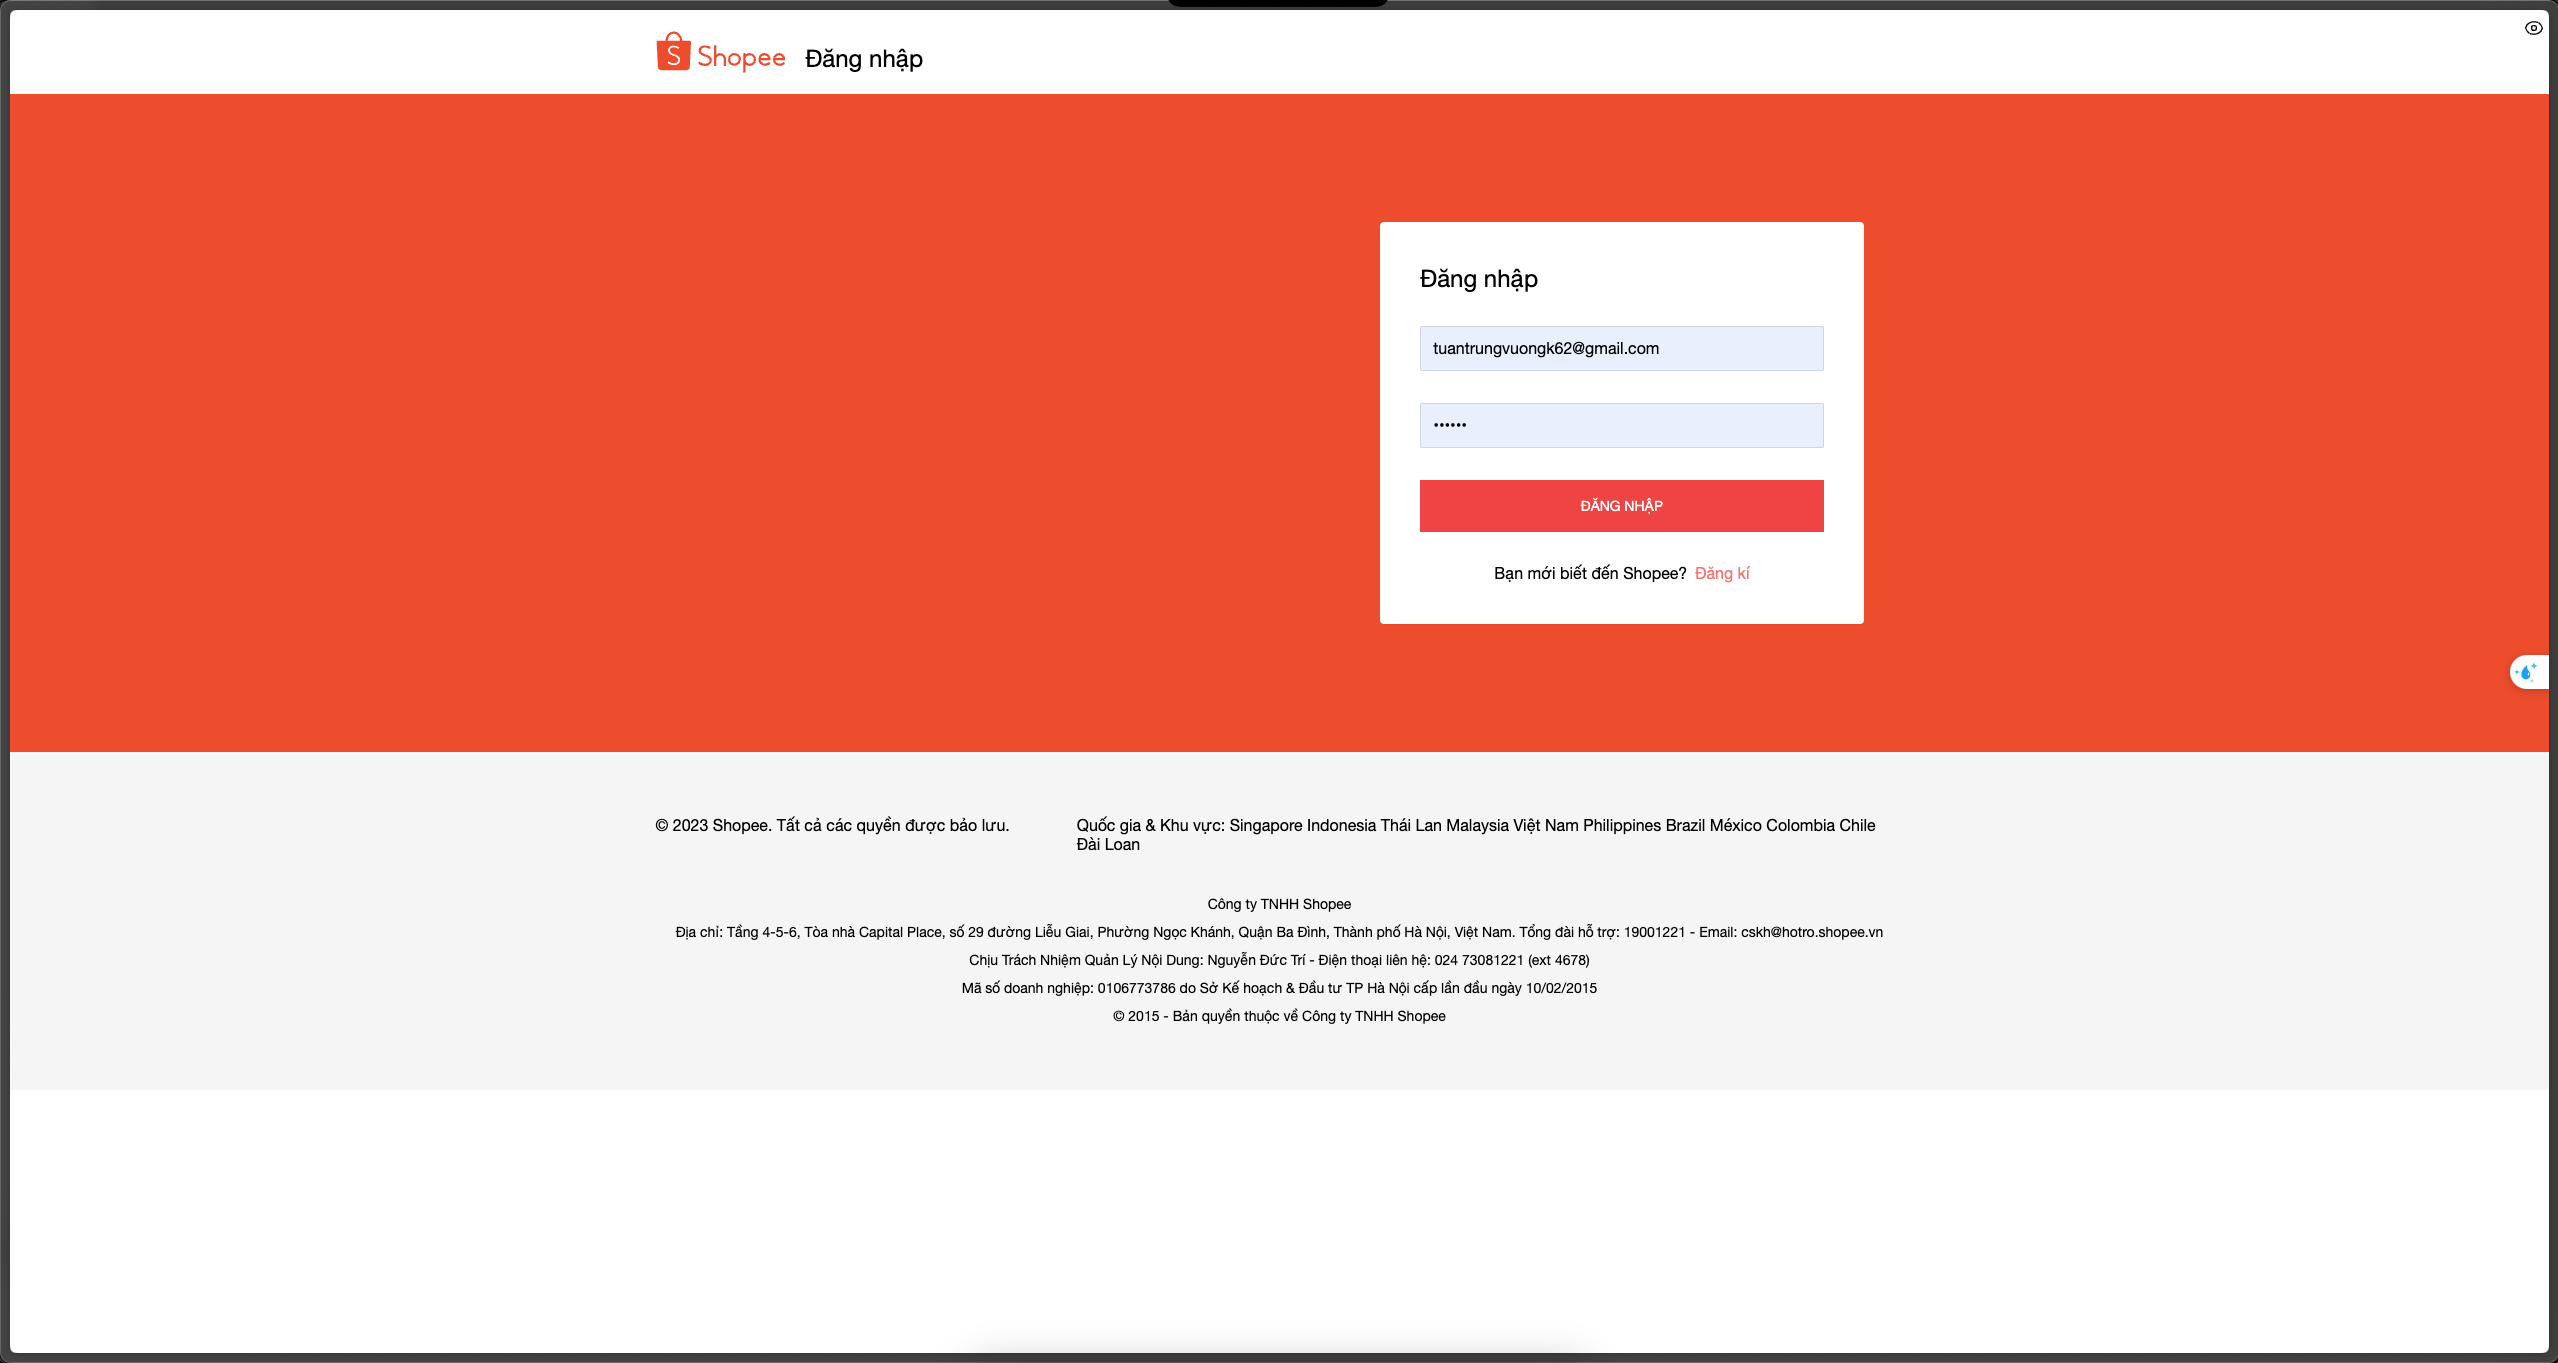 Shopee Đăng nhập
Đăng nhập
tuantrungvuongk62@gmail.com
••••••
ĐĂNG NHẬP
Bạn mới biết đến Shopee? Đăng kí
© 2023 Shopee. Tất cả các quyền được bảo lưu.
Quốc gia & Khu vực: Singapore Indonesia Thái Lan Malaysia Việt Nam Philippines Brazil México Colombia Chile
Đài Loan
Công ty TNHH Shopee
Địa chỉ: Tầng 4-5-6, Tòa nhà Capital Place, số 29 đường Liễu Giai, Phường Ngọc Khánh, Quận Ba Đình, Thành phố Hà Nội, Việt Nam. Tổng đài hỗ trợ: 19001221 - Email: cskh@hotro.shopee.vn
Chịu Trách Nhiệm Quản Lý Nội Dung: Nguyễn Đức Trí - Điện thoại liên hệ: 024 73081221 (ext 4678)
Mã số doanh nghiệp: 0106773786 do Sở Kế hoạch & Đầu tư TP Hà Nội cấp lần đầu ngày 10/02/2015
© 2015 - Bản quyền thuộc về Công ty TNHH Shopee